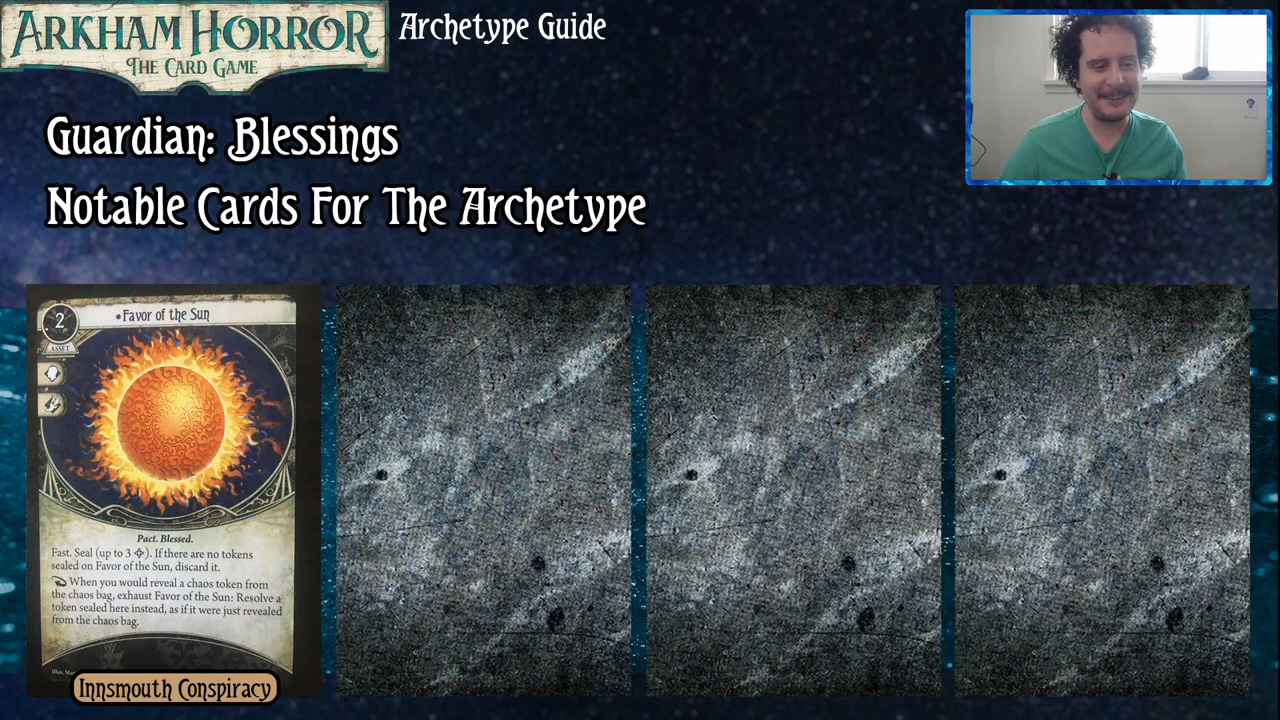 ARKHAM HORROR
THE CARD GAME
Archetype Guide
Guardian: Blessings
Notable Cards For The Archetype
2
ASSET
*Favor of the Sun
Pact. Blessed.
Fast. Seal (up to 3 ). If there are no tokens
sealed on Favor of the Sun, discard it.
When you would reveal a chaos token from
the chaos bag, exhaust Favor of the Sun: Resolve a
token sealed here instead, as if it were just revealed
from the chaos bag.
Illus.
Innsmouth Conspiracy